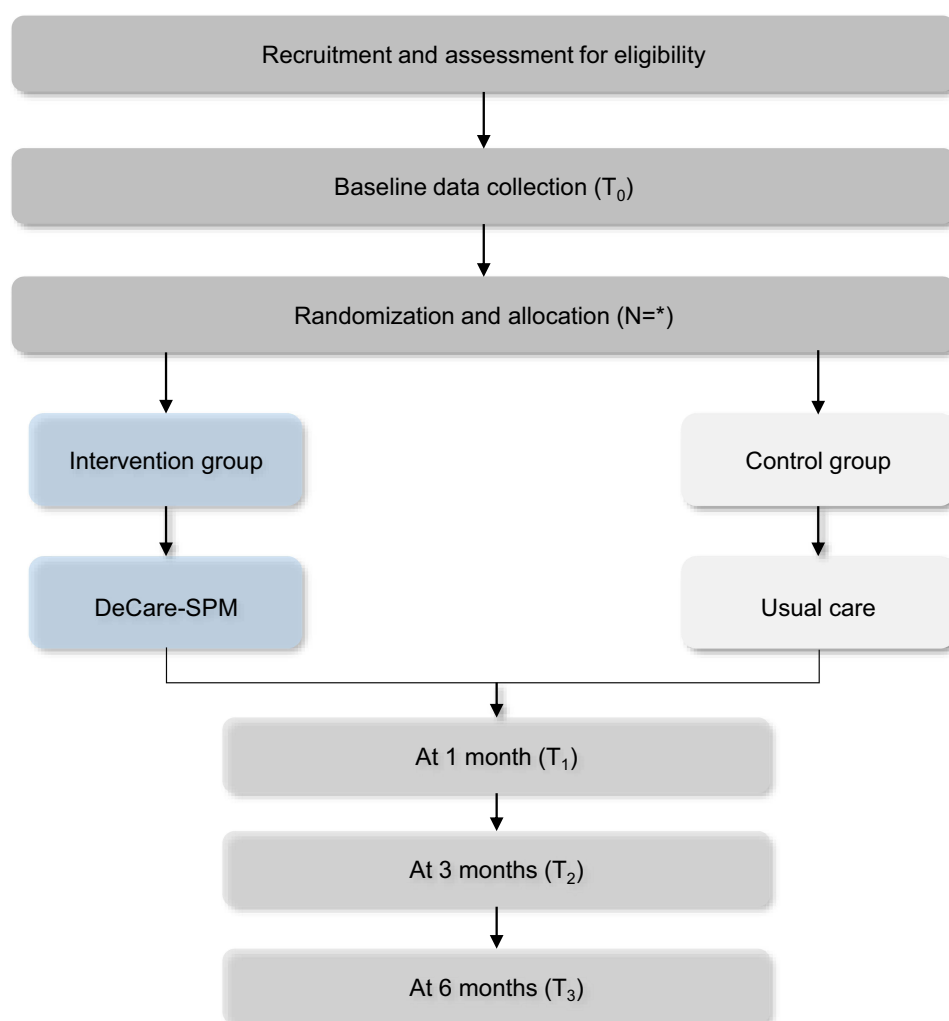 Recruitment and assessment for eligibility
Baseline data collection (T₀)
Randomization and allocation (N=*)
Intervention group
Control group
DeCare-SPM
Usual care
At 1 month (T₁)
At 3 months (T₂)
At 6 months (T₃)